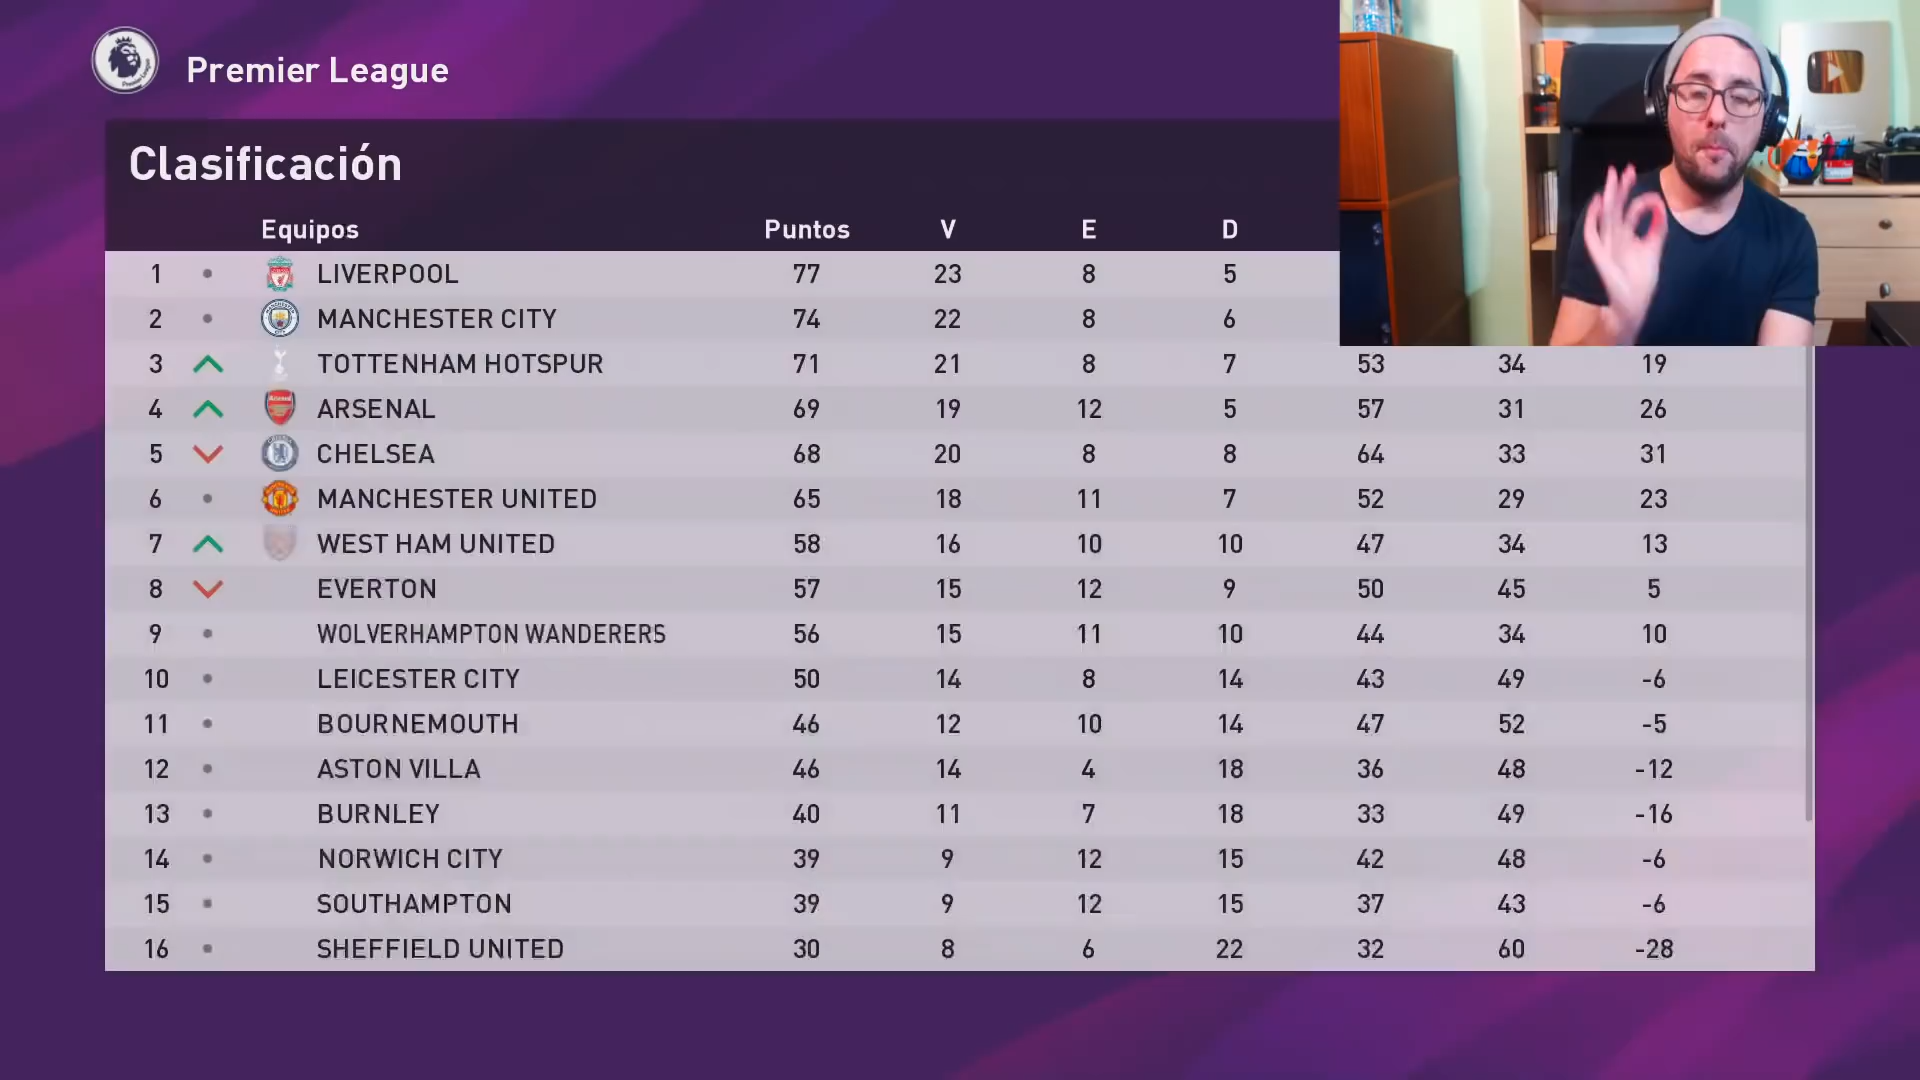 Premier League
Clasificación
Equipos Puntos V E D
1 LIVERPOOL 77 23 8 5
2 MANCHESTER CITY 74 22 8 6
3 TOTTENHAM HOTSPUR 71 21 8 7 53 34 19
4 ARSENAL 69 19 12 5 57 31 26
5 CHELSEA 68 20 8 8 64 33 31
6 MANCHESTER UNITED 65 18 11 7 52 29 23
7 WEST HAM UNITED 58 16 10 10 47 34 13
8 EVERTON 57 15 12 9 50 45 5
9 WOLVERHAMPTON WANDERERS 56 15 11 10 44 34 10
10 LEICESTER CITY 50 14 8 14 43 49 -6
11 BOURNEMOUTH 46 12 10 14 47 52 -5
12 ASTON VILLA 46 14 4 18 36 48 -12
13 BURNLEY 40 11 7 18 33 49 -16
14 NORWICH CITY 39 9 12 15 42 48 -6
15 SOUTHAMPTON 39 9 12 15 37 43 -6
16 SHEFFIELD UNITED 30 8 6 22 32 60 -28